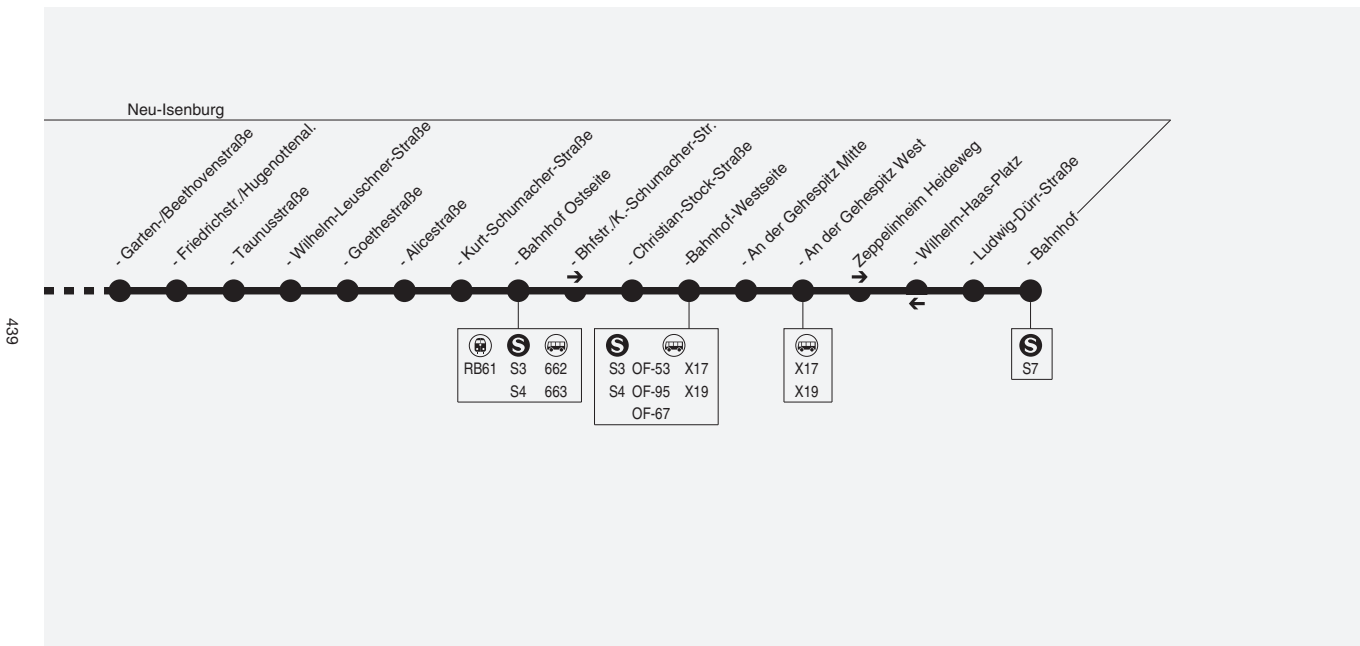 Neu-Isenburg
- Garten-/Beethovenstraße
- Friedrichstr./Hugenottenal.
- Taunusstraße
- Wilhelm-Leuschner-Straße
- Goethestraße
- Alicestraße
- Kurt-Schumacher-Straße
- Bahnhof Ostseite
- Bhfstr./K.-Schumacher-Str.
- Christian-Stock-Straße
-Bahnhof-Westseite
- An der Gehespitz Mitte
- An der Gehespitz West
Zeppelinheim Heideweg
- Wilhelm-Haas-Platz
- Ludwig-Dürr-Straße
- Bahnhof
S
RB61 S3 662
S4 663
S
S3 OF-53 X17
S4 OF-95 X19
OF-67
X17
X19
S
S7
439